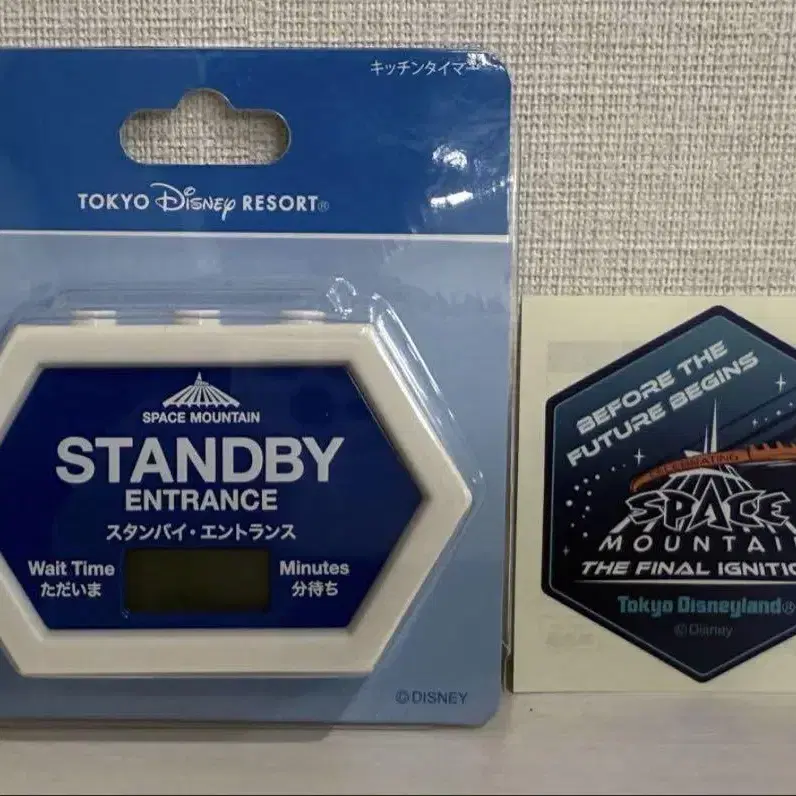 キッチンタイマー
TOKYO Disney RESORT®
SPACE MOUNTAIN
STANDBY
ENTRANCE
スタンバイ・エントランス
Wait Time
ただいま
Minutes
分待ち
©DISNEY
BEFORE THE
FUTURE BEGINS
CELEBRATING
SPACE
MOUNTAIN
THE FINAL IGNITIO
Tokyo Disneyland®
©Disney